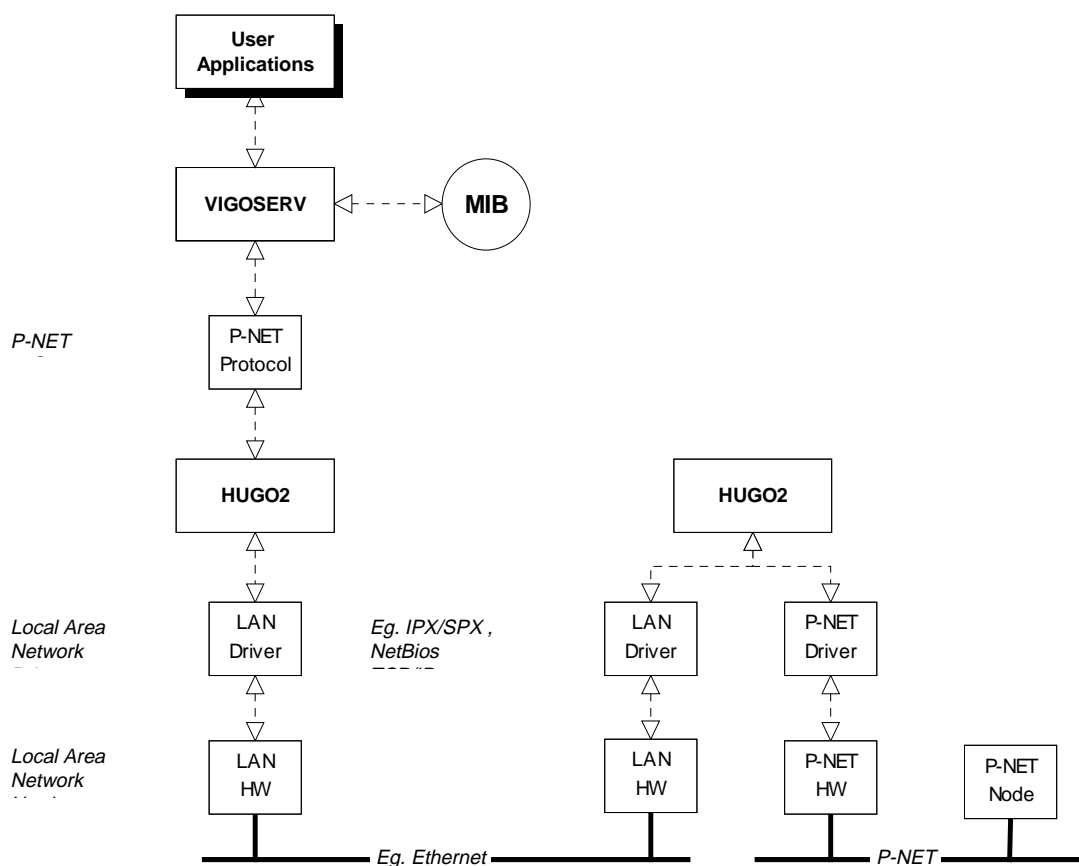 User
Applications
VIGOSERV
MIB
P-NET
P-NET
Protocol
HUGO2
HUGO2
Local Area
Network
LAN
Driver
Eg. IPX/SPX ,
NetBios
LAN
Driver
P-NET
Driver
Local Area
Network
LAN
HW
LAN
HW
P-NET
HW
P-NET
Node
Eg. Ethernet
P-NET